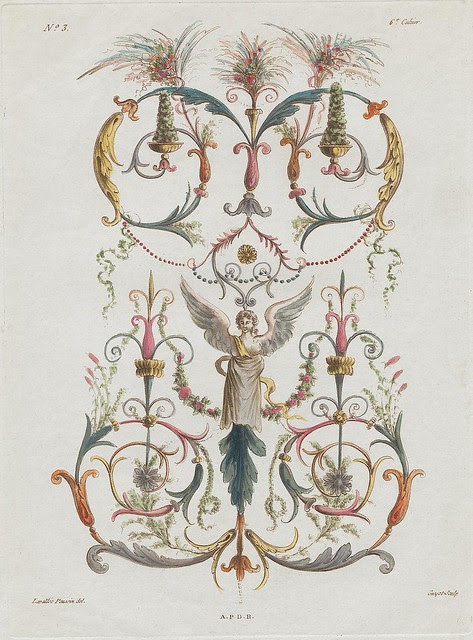 N.º 3.
6.e Cahier.
Lavallée Poussin del.
Guyot Sculp
A. P. D. R.